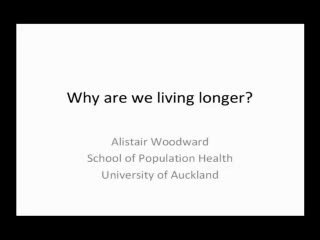 Why are we living longer?
Alistair Woodward
School of Population Health
University of Auckland